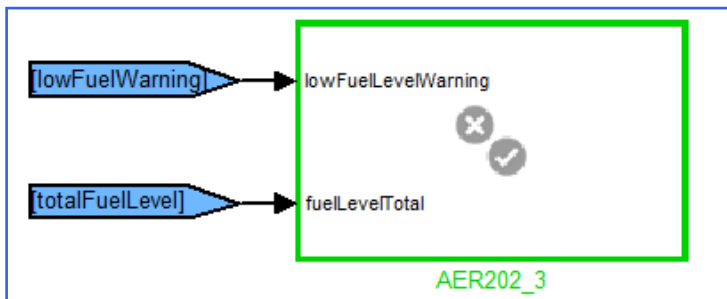 [lowFuelWarning]
lowFuelLevelWarning
[totalFuelLevel]
fuelLevelTotal
AER202_3